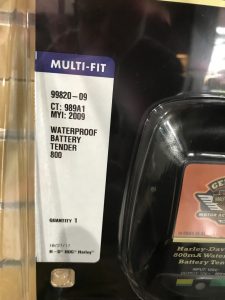 MULTI-FIT
99820-09
CT: 989A1
MYI: 2009
WATERPROOF
BATTERY
TENDER
800
QUANTITY 1
H-D
Harley-Dav
800mA Wate
Battery Ten